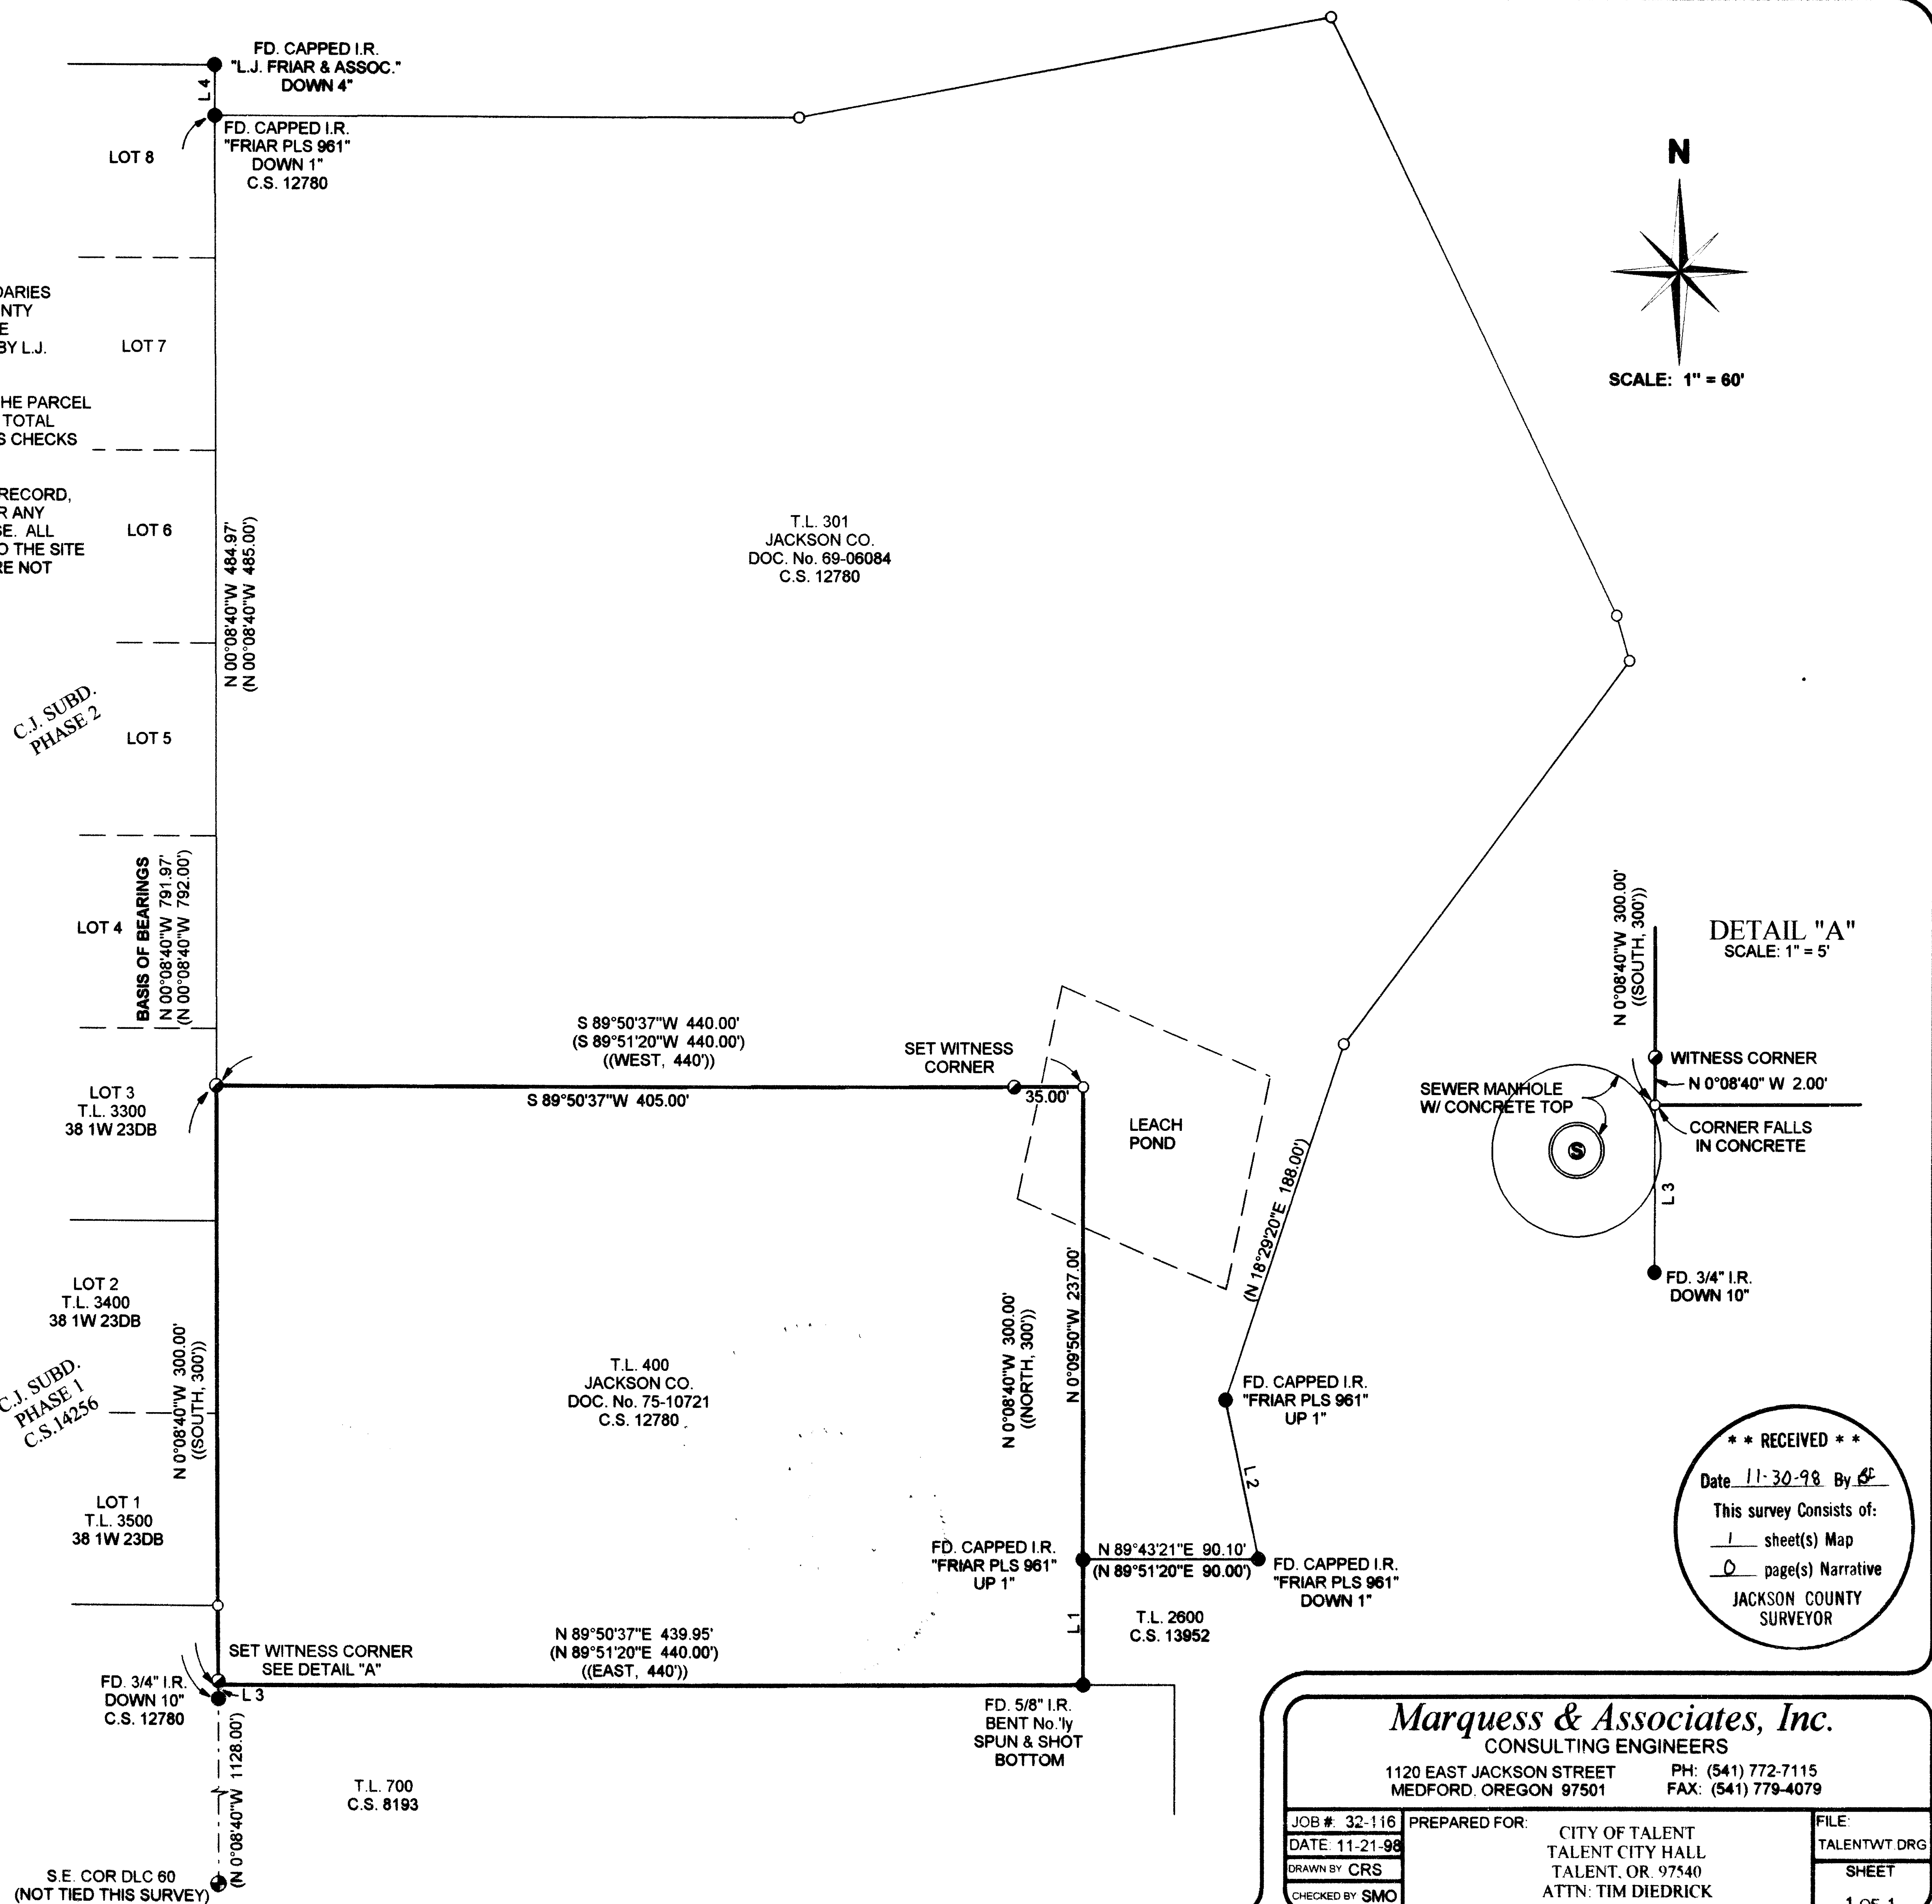 FD. CAPPED I.R.
"L.J. FRIAR & ASSOC."
DOWN 4"
L 4
FD. CAPPED I.R.
"FRIAR PLS 961"
DOWN 1"
C.S. 12780
LOT 8
N
SCALE: 1" = 60'
DARIES
NTY
E
BY L.J.
LOT 7
HE PARCEL
TOTAL
S CHECKS
RECORD,
R ANY
SE. ALL
O THE SITE
RE NOT
LOT 6
N 00°08'40"W 484.97'
(N 00°08'40"W 485.00')
T.L. 301
JACKSON CO.
DOC. No. 69-06084
C.S. 12780
C.J. SUBD.
PHASE 2
LOT 5
LOT 4
BASIS OF BEARINGS
N 00°08'40"W 791.97'
(N 00°08'40"W 792.00')
N 0°08'40"W 300.00'
((SOUTH, 300'))
DETAIL "A"
SCALE: 1" = 5'
WITNESS CORNER
N 0°08'40" W 2.00'
SEWER MANHOLE
W/ CONCRETE TOP
CORNER FALLS
IN CONCRETE
S
L 3
FD. 3/4" I.R.
DOWN 10"
S 89°50'37"W 440.00'
(S 89°51'20"W 440.00')
((WEST, 440'))
SET WITNESS
CORNER
S 89°50'37"W 405.00'
35.00'
LOT 3
T.L. 3300
38 1W 23DB
LEACH
POND
(N 18°29'20"E 188.00')
LOT 2
T.L. 3400
38 1W 23DB
N 0°08'40"W 300.00'
((SOUTH, 300'))
C.J. SUBD.
PHASE 1
C.S.14256
T.L. 400
JACKSON CO.
DOC. No. 75-10721
C.S. 12780
N 0°08'40"W 300.00'
((NORTH, 300'))
N 0°09'50"W 237.00'
FD. CAPPED I.R.
"FRIAR PLS 961"
UP 1"
L 2
LOT 1
T.L. 3500
38 1W 23DB
FD. CAPPED I.R.
"FRIAR PLS 961"
UP 1"
N 89°43'21"E 90.10'
(N 89°51'20"E 90.00')
FD. CAPPED I.R.
"FRIAR PLS 961"
DOWN 1"
L 1
T.L. 2600
C.S. 13952
* * RECEIVED * *
Date 11-30-98 By
This survey Consists of:
1 sheet(s) Map
0 page(s) Narrative
JACKSON COUNTY
SURVEYOR
SET WITNESS CORNER
SEE DETAIL "A"
N 89°50'37"E 439.95'
(N 89°51'20"E 440.00')
((EAST, 440'))
FD. 3/4" I.R.
DOWN 10"
C.S. 12780
L 3
FD. 5/8" I.R.
BENT No.'ly
SPUN & SHOT
BOTTOM
(N 0°08'40"W 1128.00')
T.L. 700
C.S. 8193
S.E. COR DLC 60
(NOT TIED THIS SURVEY)
Marquess & Associates, Inc.
CONSULTING ENGINEERS
1120 EAST JACKSON STREET PH: (541) 772-7115
MEDFORD. OREGON 97501 FAX: (541) 779-4079
JOB #: 32-116
DATE: 11-21-98
DRAWN BY CRS
CHECKED BY SMO
PREPARED FOR:
CITY OF TALENT
TALENT CITY HALL
TALENT, OR. 97540
ATTN: TIM DIEDRICK
FILE:
TALENTWT.DRG
SHEET
1 OF 1